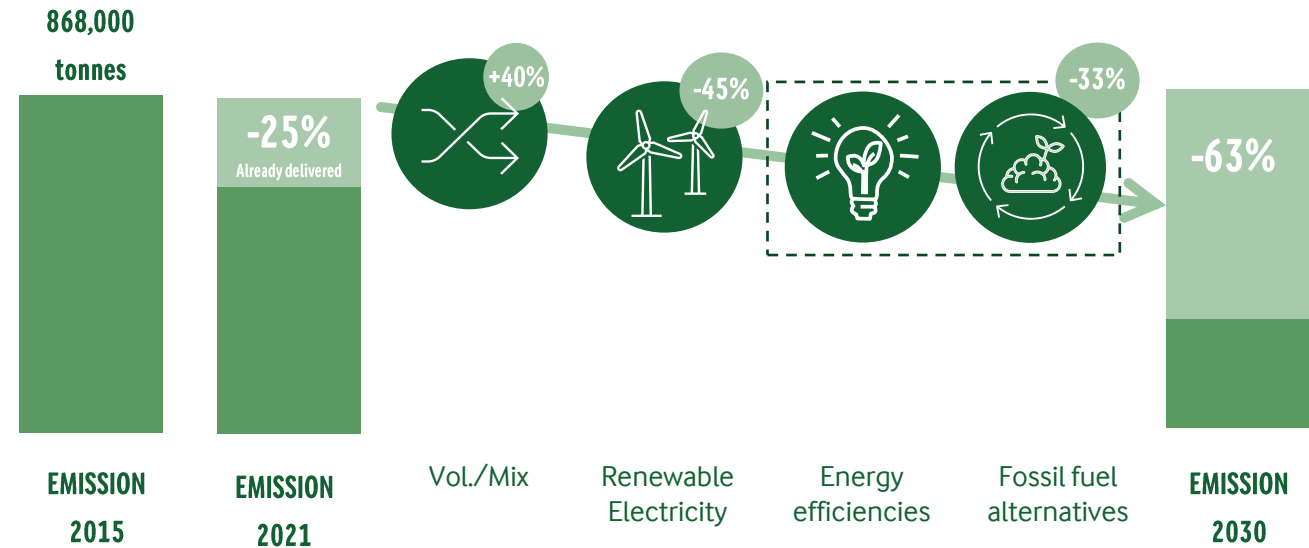 868,000
tonnes
-25%
Already delivered
+40%
-45%
-33%
-63%
EMISSION
2015
EMISSION
2021
Vol./Mix
Renewable
Electricity
Energy
efficiencies
Fossil fuel
alternatives
EMISSION
2030